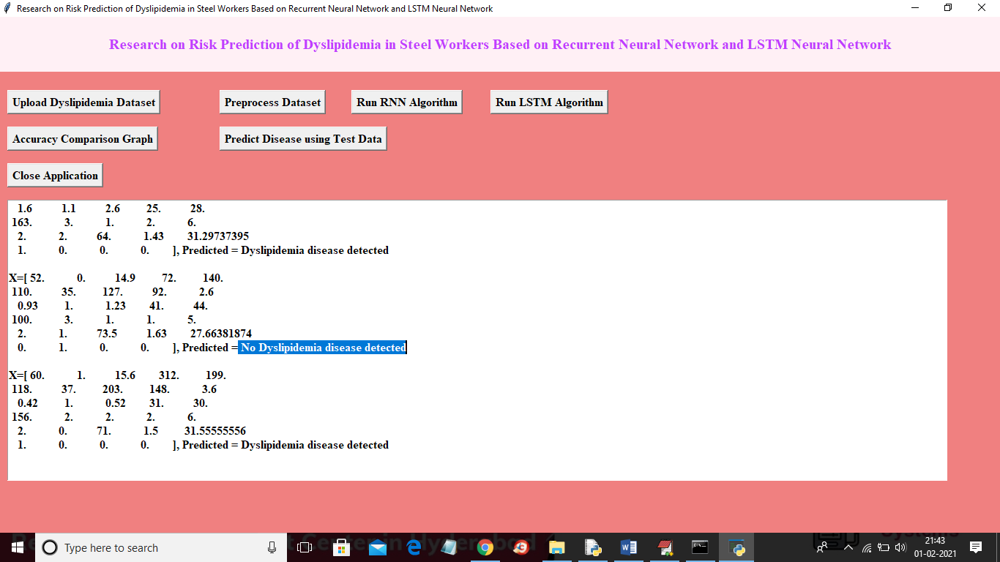 Research on Risk Prediction of Dyslipidemia in Steel Workers Based on Recurrent Neural Network and LSTM Neural Network
Research on Risk Prediction of Dyslipidemia in Steel Workers Based on Recurrent Neural Network and LSTM Neural Network
Upload Dyslipidemia Dataset Preprocess Dataset Run RNN Algorithm Run LSTM Algorithm
Accuracy Comparison Graph Predict Disease using Test Data
Close Application
1.6 1.1 2.6 25. 28.
163. 3. 1. 2. 6.
2. 2. 64. 1.43 31.29737395
1. 0. 0. 0. ], Predicted = Dyslipidemia disease detected
X=[ 52. 0. 14.9 72. 140.
110. 35. 127. 92. 2.6
0.93 1. 1.23 41. 44.
100. 3. 1. 1. 5.
2. 1. 73.5 1.63 27.66381874
0. 1. 0. 0. ], Predicted = No Dyslipidemia disease detected
X=[ 60. 1. 15.6 312. 199.
118. 37. 203. 148. 3.6
0.42 1. 0.52 31. 30.
156. 2. 2. 2. 6.
2. 0. 71. 1.5 31.55555556
1. 0. 0. 0. ], Predicted = Dyslipidemia disease detected
Type here to search
21:43
01-02-2021